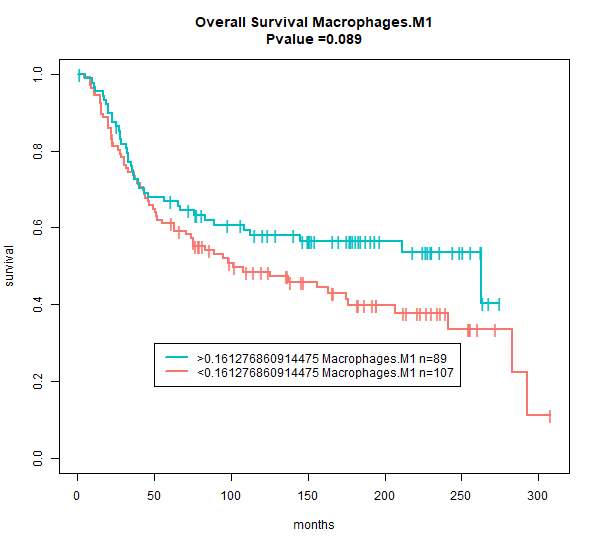 Overall Survival Macrophages.M1
Pvalue =0.089
survival
1.0
0.8
0.6
0.4
0.2
0.0
>0.161276860914475 Macrophages.M1 n=89
<0.161276860914475 Macrophages.M1 n=107
0 50 100 150 200 250 300
months